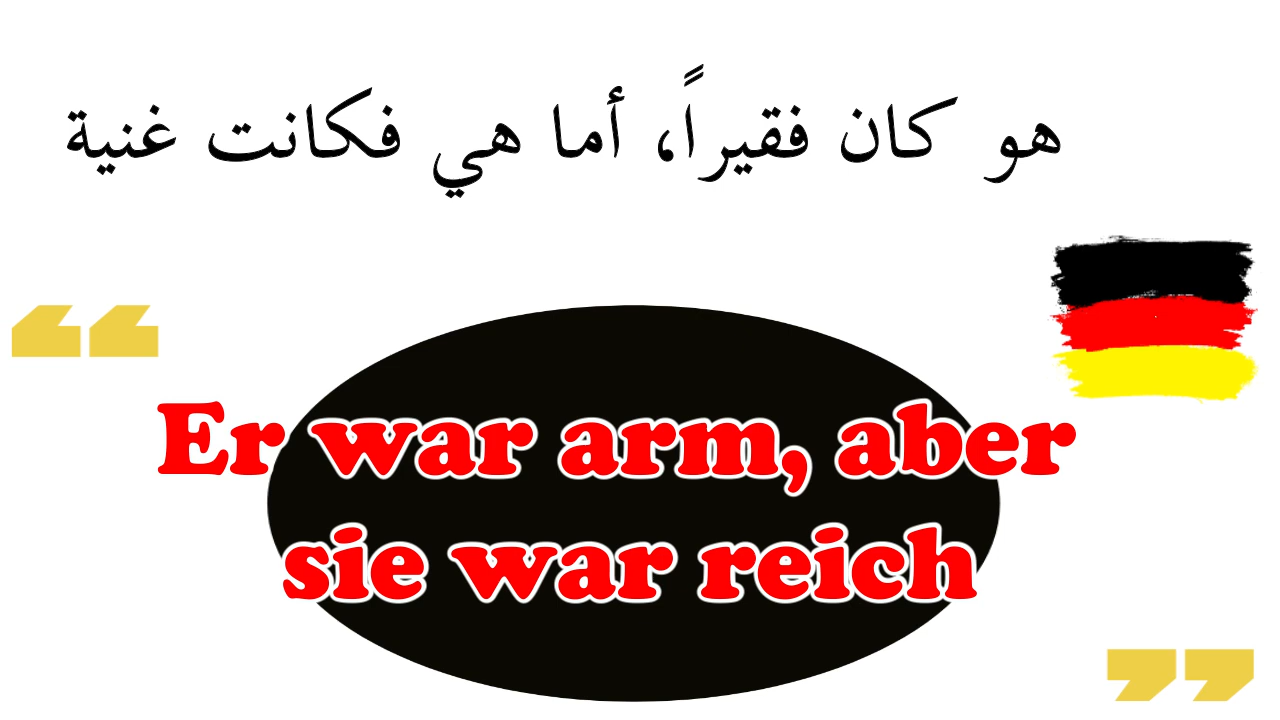 هو كان فقيراً، أما هي فكانت غنية
Er war arm, aber
sie war reich